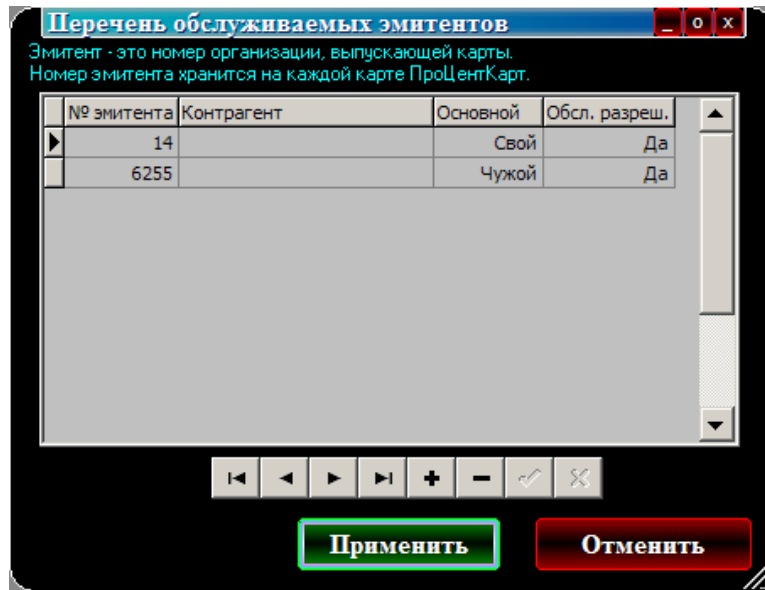 Перечень обслуживаемых эмитентов
Эмитент - это номер организации, выпускающей карты.
Номер эмитента хранится на каждой карте ПроЦентКарт.
№ эмитента Контрагент Основной Обсл. разреш.
14 Свой Да
6255 Чужой Да
Применить Отменить